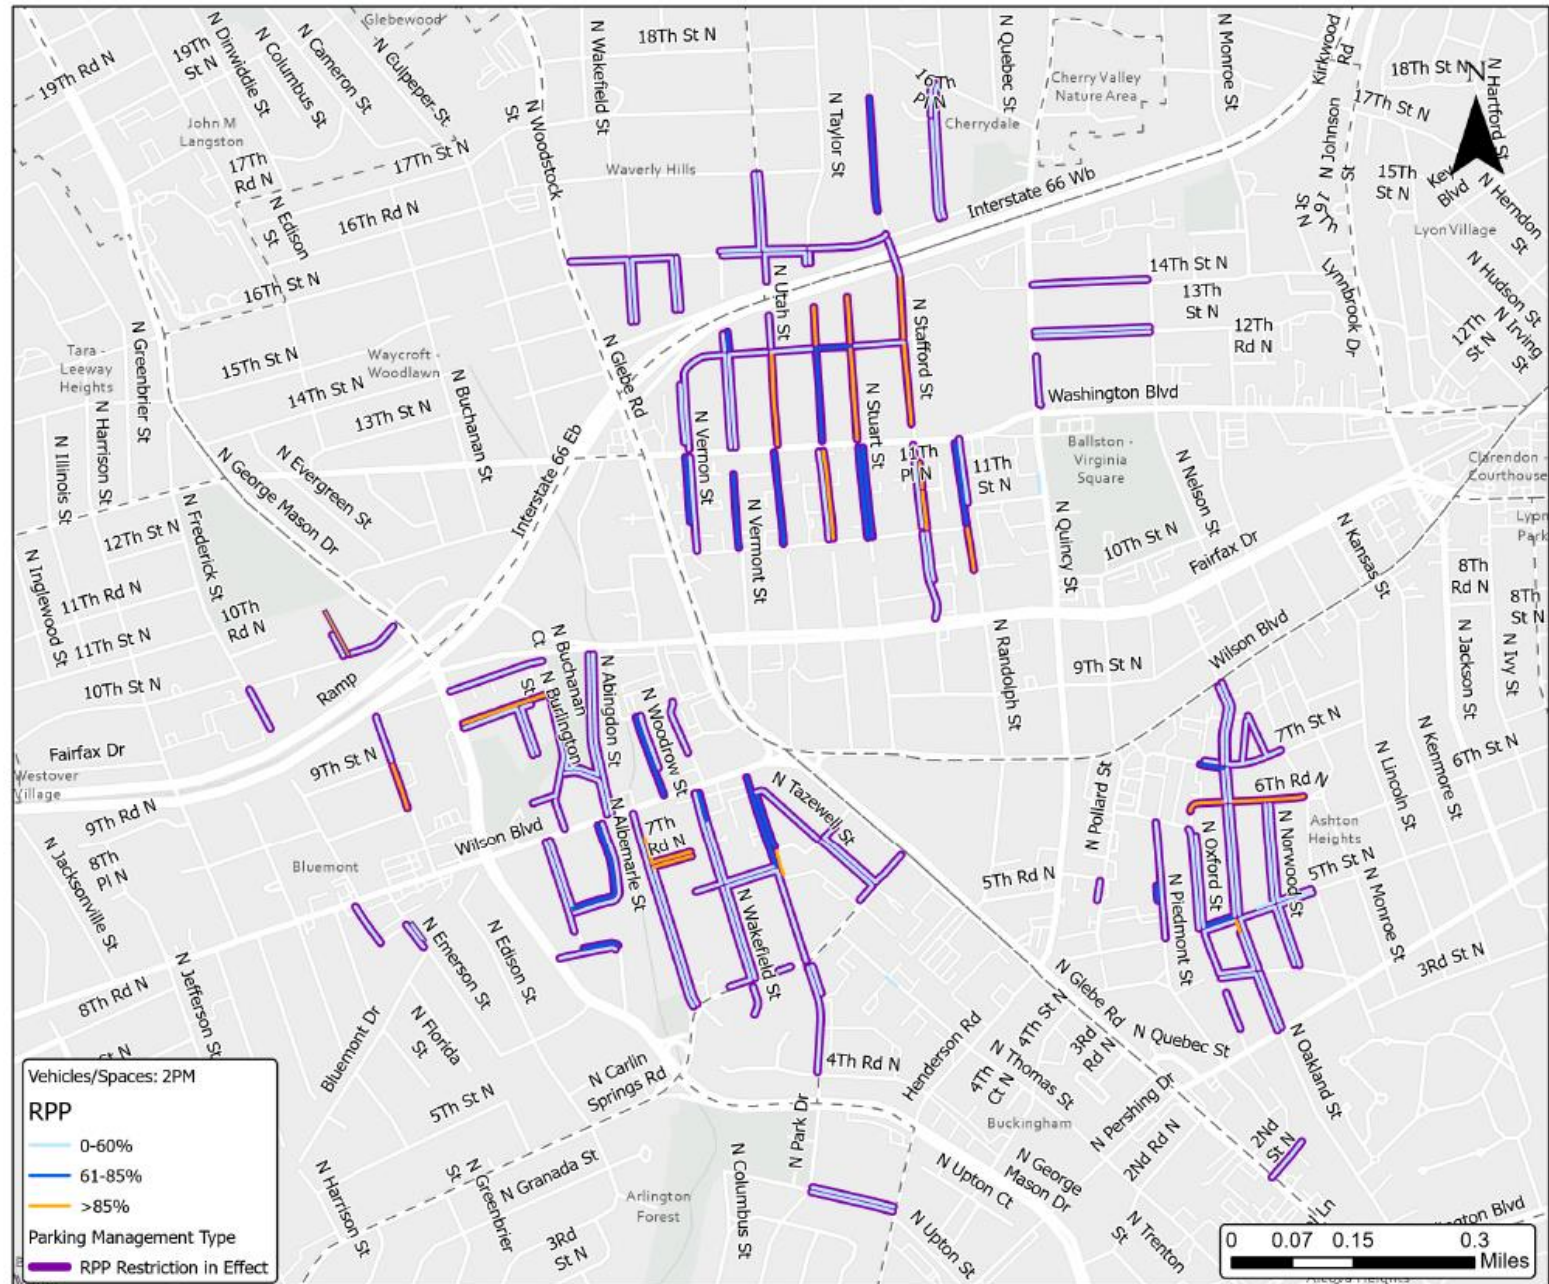 Glebewood
19Th Rd N
19Th
St N
N Dinwiddie St
N Columbus St
N Cameron St
N Culpeper St
St
N Woodstock
N Wakefield St
18Th St N
N Taylor St
16Th
Pl N
N Quebec St
Cherry Valley
Nature Area
Cherrydale
N Monroe St
Kirkwood
Rd
18Th St N
N
N Hartford St
17Th St N
N Johnson
St
John M
Langston
17Th
Rd N
17Th St N
Waverly Hills
Interstate 66 Wb
15Th
St N
Key
Blvd
N Herndon
St
16Th
St N
Lyon Village
N Edison
St
16Th Rd N
16Th St N
N Utah St
14Th St N
13Th
St N
12Th
Rd N
Lynnbrook Dr
N Hudson St
N Irving
St
12Th
St N
N Greenbrier St
Tara -
Leeway
Heights
15Th St N
Waycroft -
Woodlawn
14Th St N
13Th St N
N Buchanan St
N Glebe Rd
N Stafford St
N Stuart St
Washington Blvd
N Harrison St
N Illinois St
N George Mason Dr
N Evergreen St
Interstate 66 Eb
N Vernon St
11Th
Pl N
11Th
St N
Ballston -
Virginia
Square
N Nelson St
Clarendon -
Courthouse
N Frederick St
12Th St N
N Vermont St
N Quincy St
10Th St N
Fairfax Dr
N Kansas St
Lyon
Park
N Inglewood St
11Th Rd N
11Th St N
10Th
Rd N
8Th
Rd N
8Th
St N
10Th St N
Ramp
Ct
N Buchanan
St
N Burlington
N Abingdon St
N Woodrow St
N Randolph St
9Th St N
Wilson Blvd
N Jackson St
N Ivy St
Fairfax Dr
Westover
Village
9Th St N
7Th St N
6Th St N
N Kenmore St
N Lincoln St
6Th Rd N
9Th Rd N
N Tazewell St
N Pollard St
Wilson Blvd
N Albemarle St
7Th
Rd N
N Oxford St
N Norwood St
Ashton
Heights
8Th
Pl N
N Jacksonville St
Bluemont
5Th Rd N
5Th St N
N Piedmont St
N Monroe St
N Emerson St
N Edison St
N Wakefield St
3Rd St N
8Th Rd N
N Jefferson St
N Glebe Rd
N Quebec St
4Th St N
3Rd
Rd N
N Florida
St
Bluemont Dr
St N
N Carlin
Springs Rd
4Th Rd N
Henderson Rd
N Thomas St
4Th
Ct N
N Oakland St
5Th St N
N Park Dr
Buckingham
N Pershing Dr
2Nd Rd N
2Nd
St N
N Harrison St
N Greenbrier
St
N Granada St
Arlington
Forest
N Columbus St
N Upton Ct
N George
Mason Dr
N Upton St
N Trenton
St
3Rd
St N
Vehicles/Spaces: 2PM
RPP
0-60%
61-85%
>85%
Parking Management Type
RPP Restriction in Effect
0 0.07 0.15 0.3
Miles